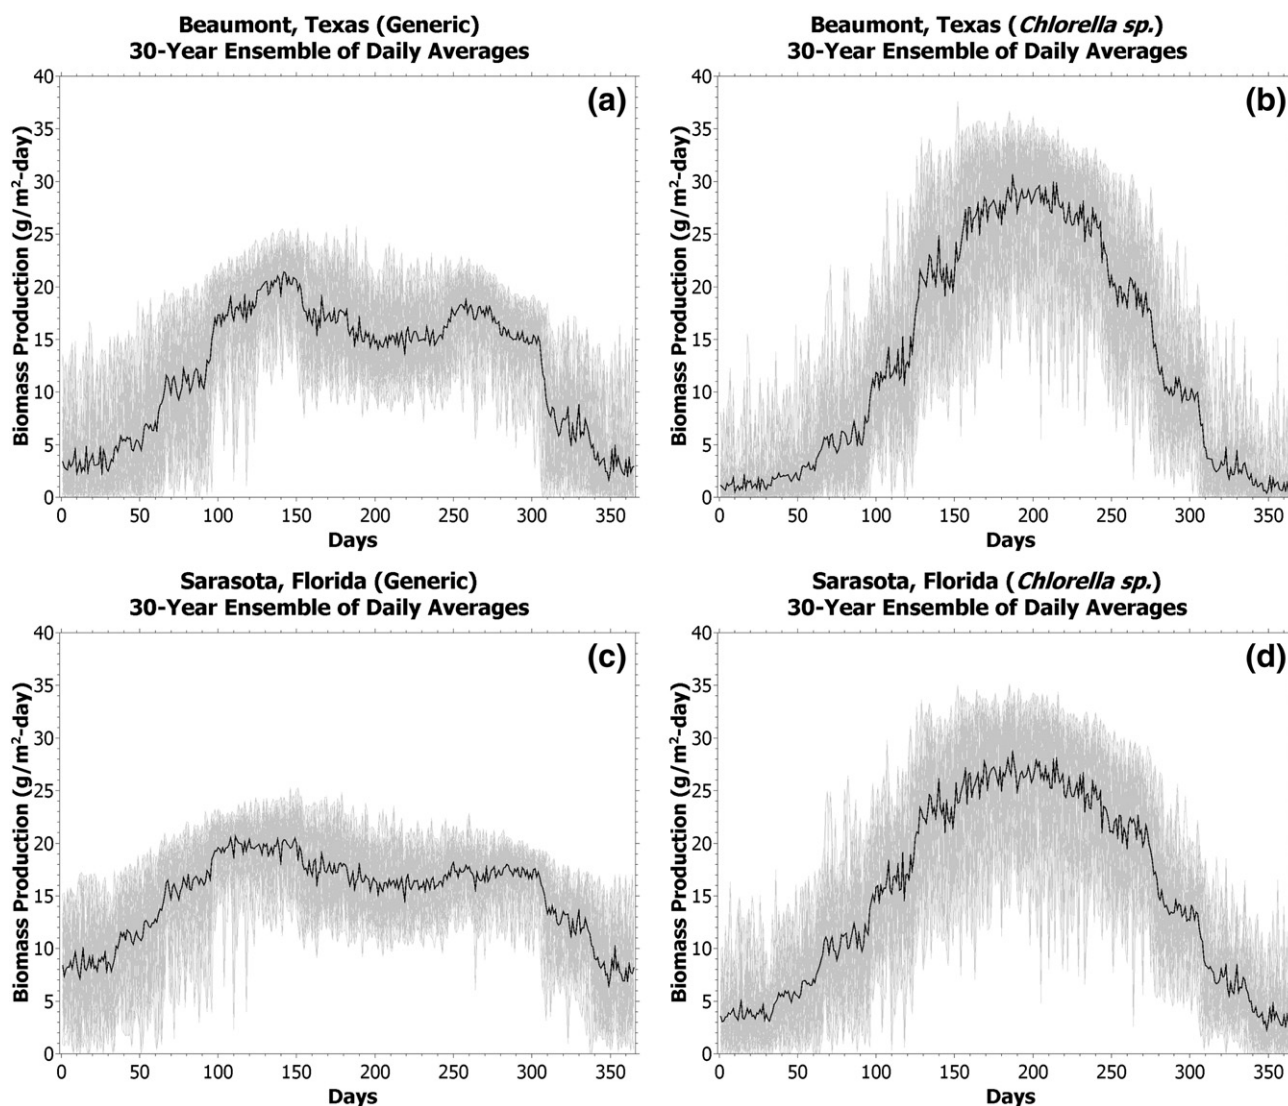 Beaumont, Texas (Generic)
30-Year Ensemble of Daily Averages
(a)
Biomass Production (g/m²-day)
40
35
30
25
20
15
10
5
0
0 50 100 150 200 250 300 350
Days
Beaumont, Texas (Chlorella sp.)
30-Year Ensemble of Daily Averages
(b)
Biomass Production (g/m²-day)
40
35
30
25
20
15
10
5
0
0 50 100 150 200 250 300 350
Days
Sarasota, Florida (Generic)
30-Year Ensemble of Daily Averages
(c)
Biomass Production (g/m²-day)
40
35
30
25
20
15
10
5
0
0 50 100 150 200 250 300 350
Days
Sarasota, Florida (Chlorella sp.)
30-Year Ensemble of Daily Averages
(d)
Biomass Production (g/m²-day)
40
35
30
25
20
15
10
5
0
0 50 100 150 200 250 300 350
Days